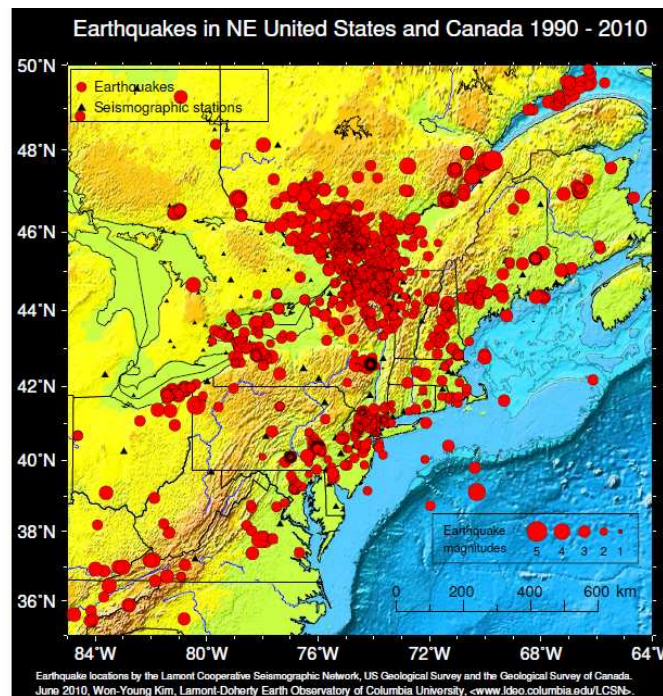 Earthquakes in NE United States and Canada 1990 - 2010
50˚N
Earthquakes
Seismographic stations
48˚N
46˚N
44˚N
42˚N
40˚N
38˚N
Earthquake
magnitudes
5 4 3 2 1
0 200 400 600 km
36˚N
84˚W 80˚W 76˚W 72˚W 68˚W 64˚W
Earthquake locations by the Lamont Cooperative Seismographic Network, US Geological Survey and the Geological Survey of Canada.
June 2010, Won-Young Kim, Lamont-Doherty Earth Observatory of Columbia University, <www.ldeo.columbia.edu/LCSN>.